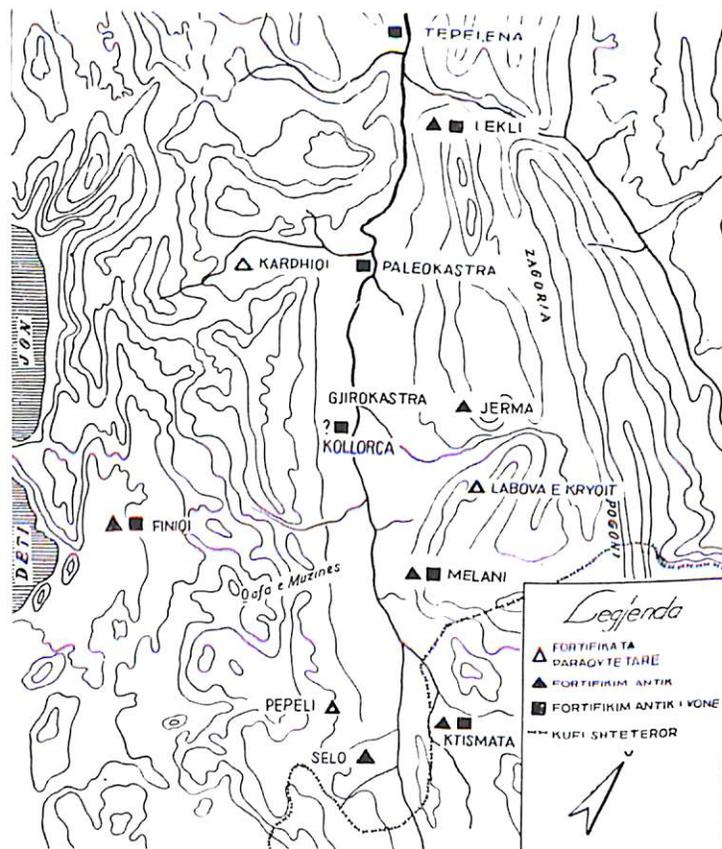 TEPELENA
LEKLI
ZAGORIA
KARDHIQI
PALEOKASTRA
JON
GJIROKASTRA
JERMA
?
KOLLORCA
LABOVA E KRYQIT
POGONI
FINIQI
DETI
MELANI
Qafa e Muzines
PEPELI
KTISMATA
SELO
Legjenda
FORTIFIKATA
PARAQYTETARE
FORTIFIKIM ANTIK
FORTIFIKIM ANTIK I VONE
KUFI SHTETEROR
V